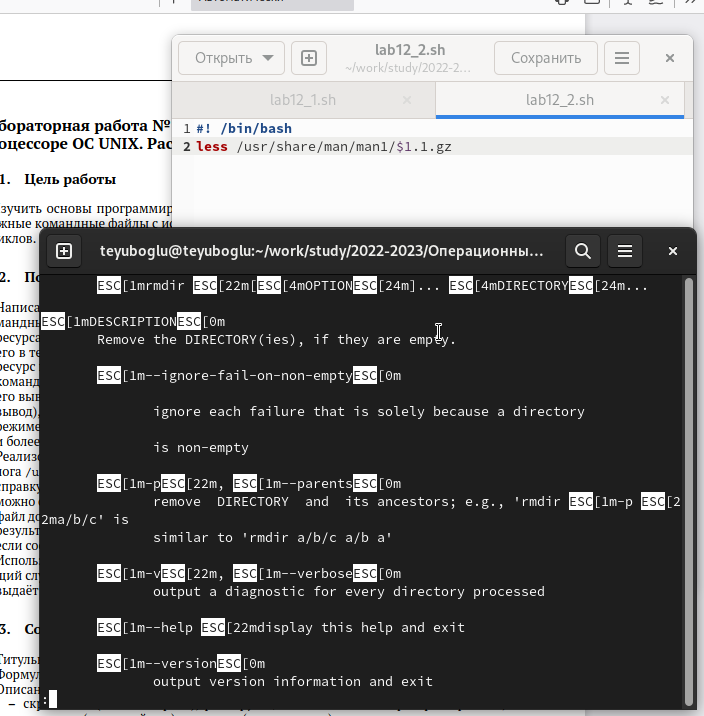 Открыть
lab12_2.sh
~/work/study/2022-2...
Сохранить
lab12_1.sh
lab12_2.sh
1 #! /bin/bash
2 less /usr/share/man/man1/$1.1.gz
бораторная работа №
оцессоре ОС UNIX. Рас
1. Цель работы
зучить основы программир
жные командные файлы с ис
иклов.
2. По
Написа
мандны
ресурса
его в те
ресурс
команд
его выв
вывод),
режиме
и более
Реализо
лога /u
справку
можно
файл до
результ
если со
Исполь
щий слу
выдаёт
3. Со
Титуль
Формул
Описан
– скр
teyuboglu@teyuboglu:~/work/study/2022-2023/Операционны...
ESC[1mrmdir ESC[22m[ESC[4mOPTIONESC[24m]... ESC[4mDIRECTORYESC[24m...
ESC[1mDESCRIPTIONESC[0m
Remove the DIRECTORY(ies), if they are empty.
ESC[1m--ignore-fail-on-non-emptyESC[0m
ignore each failure that is solely because a directory
is non-empty
ESC[1m-pESC[22m, ESC[1m--parentsESC[0m
remove  DIRECTORY  and  its ancestors; e.g., 'rmdir ESC[1m-p ESC[2
2ma/b/c' is
similar to 'rmdir a/b/c a/b a'
ESC[1m-vESC[22m, ESC[1m--verboseESC[0m
output a diagnostic for every directory processed
ESC[1m--help ESC[22mdisplay this help and exit
ESC[1m--versionESC[0m
output version information and exit
: